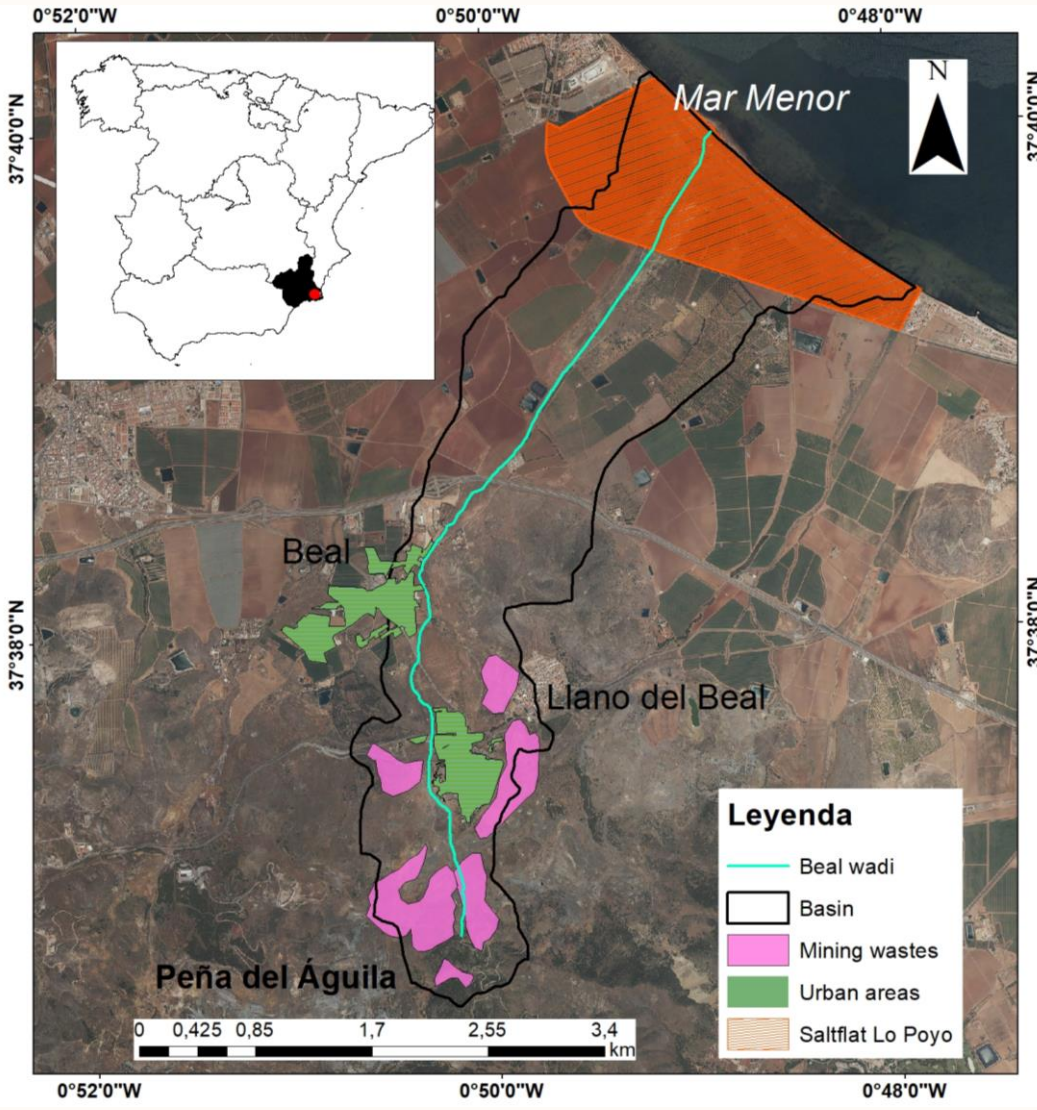 0°52'0"W 0°50'0"W 0°48'0"W
37°40'0"N
37°40'0"N
Mar Menor
N
Beal
37°38'0"N
37°38'0"N
Llano del Beal
Peña del Águila
Leyenda
Beal wadi
Basin
Mining wastes
Urban areas
Saltflat Lo Poyo
0 0,425 0,85 1,7 2,55 3,4
km
0°52'0"W 0°50'0"W 0°48'0"W